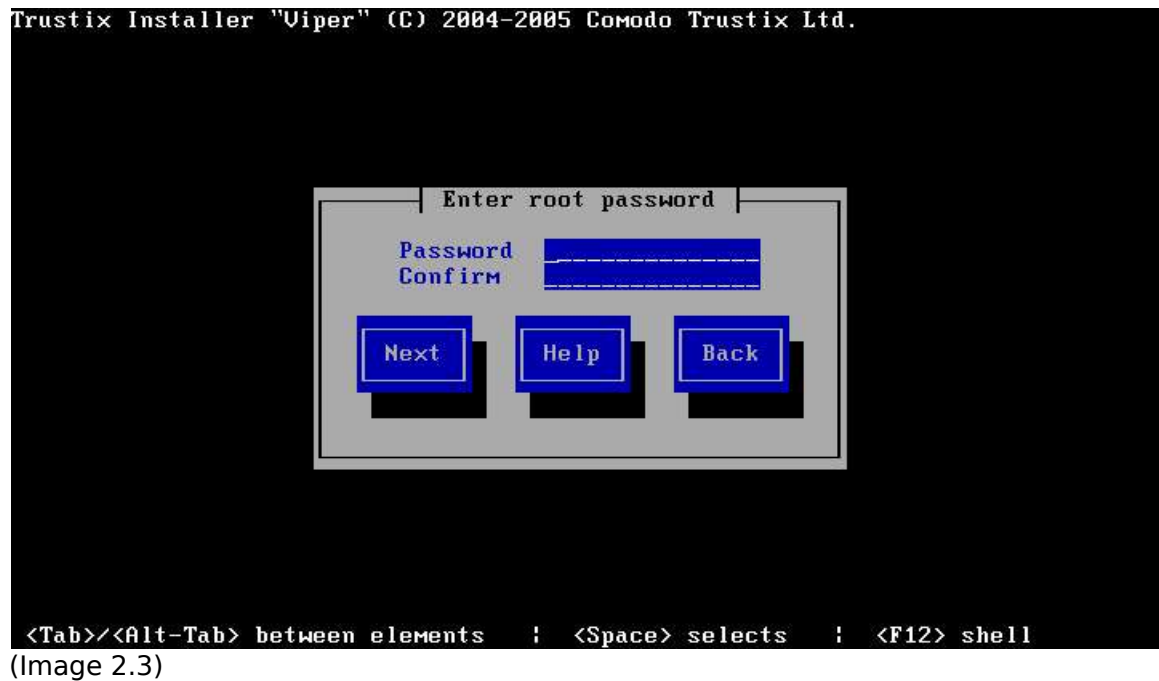 Trustix Installer "Viper" (C) 2004-2005 Comodo Trustix Ltd.
Enter root password
Password
Confirm
Next Help Back
<Tab>/<Alt-Tab> between elements ¦ <Space> selects ¦ <F12> shell
(Image 2.3)